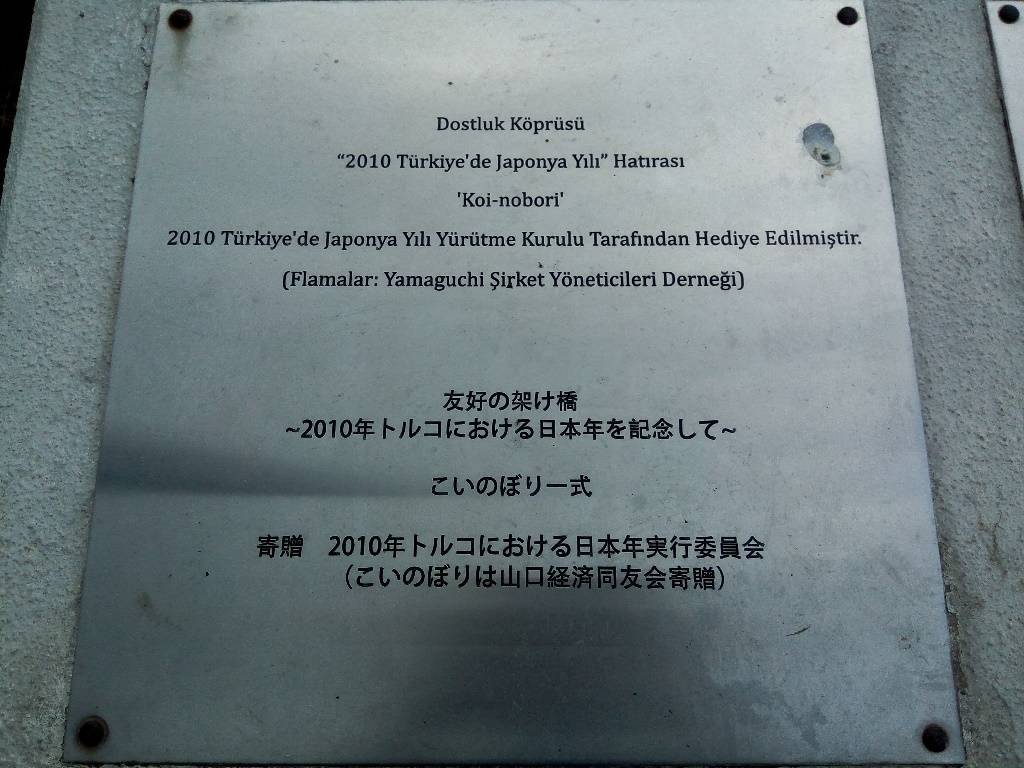 Dostluk Köprüsü
“2010 Türkiye'de Japonya Yılı” Hatırası
'Koi-nobori'
2010 Türkiye'de Japonya Yılı Yürütme Kurulu Tarafından Hediye Edilmiştir.
(Flamalar: Yamaguchi Şirket Yöneticileri Derneği)
友好の架け橋
~2010年トルコにおける日本年を記念して~
こいのぼり一式
寄贈　2010年トルコにおける日本年実行委員会
(こいのぼりは山口経済同友会寄贈)